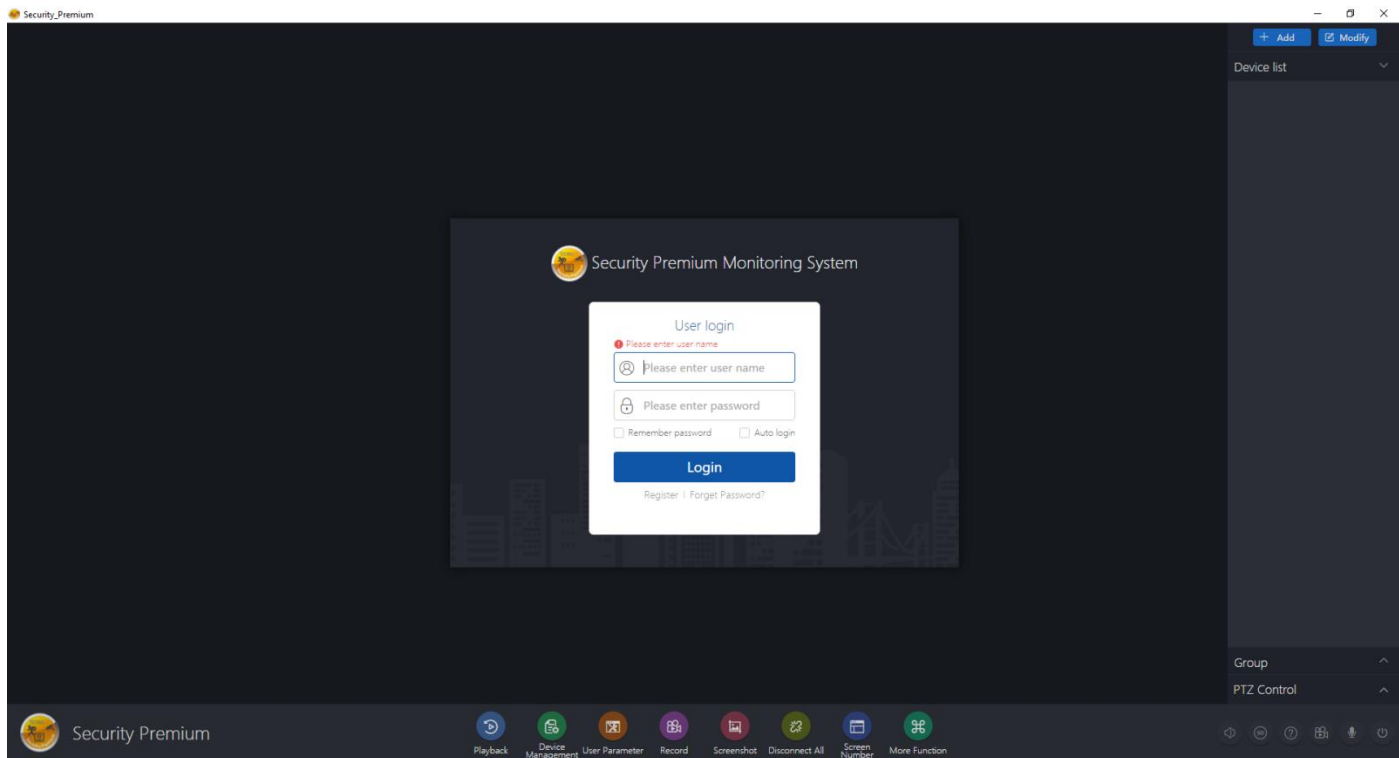 Security_Premium
Add
Modify
Device list
Security Premium Monitoring System
User login
Please enter user name
Please enter user name
Please enter password
Remember password
Auto login
Login
Register | Forget Password?
Group
PTZ Control
Security Premium
Playback
Device Management
User Parameter
Record
Screenshot
Disconnect All
Screen Number
More Function